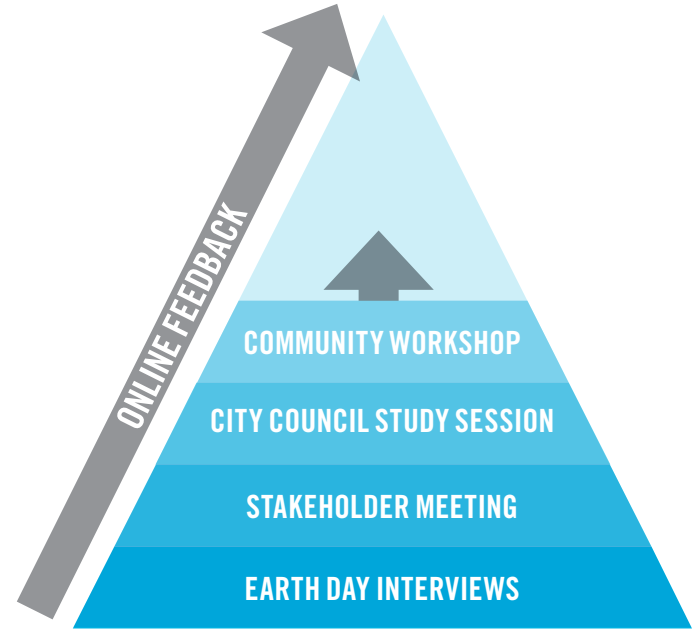 ONLINE FEEDBACK
COMMUNITY WORKSHOP
CITY COUNCIL STUDY SESSION
STAKEHOLDER MEETING
EARTH DAY INTERVIEWS